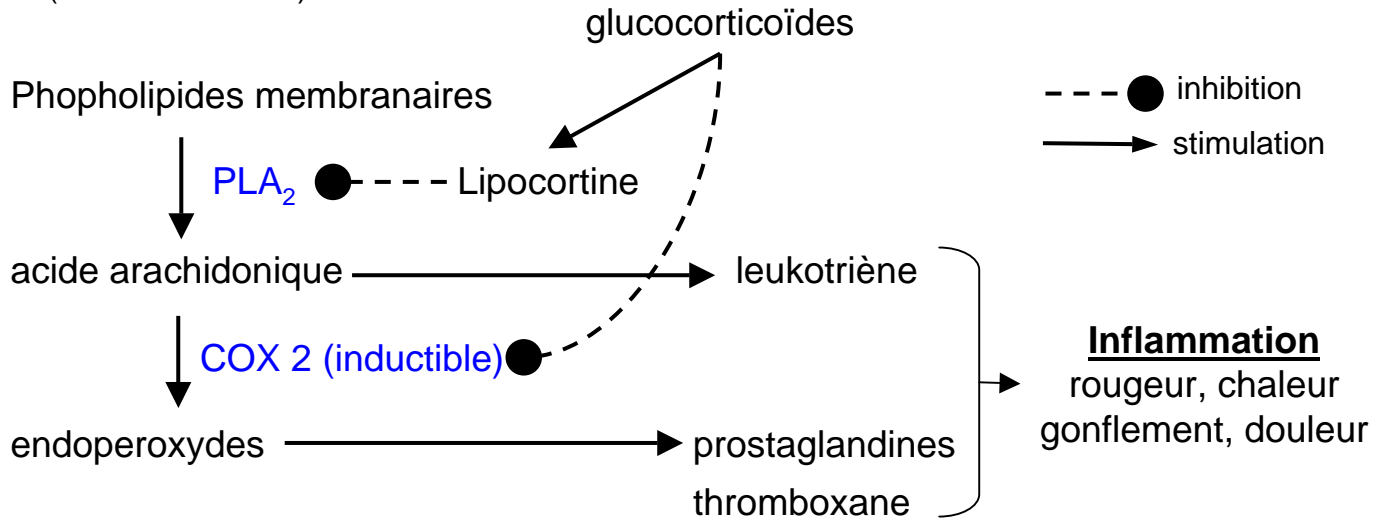 glucocorticoïdes
Phopholipides membranaires
inhibition
stimulation
PLA2
Lipocortine
acide arachidonique
leukotriène
COX 2 (inductible)
Inflammation
rougeur, chaleur
gonflement, douleur
endoperoxydes
prostaglandines
thromboxane